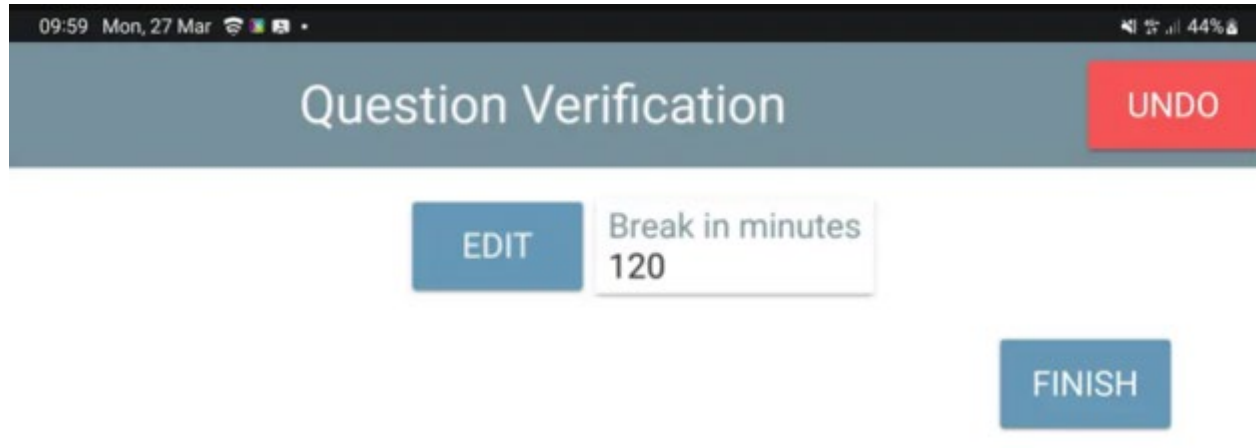 09:59 Mon, 27 Mar 44%
Question Verification
UNDO
EDIT
Break in minutes
120
FINISH